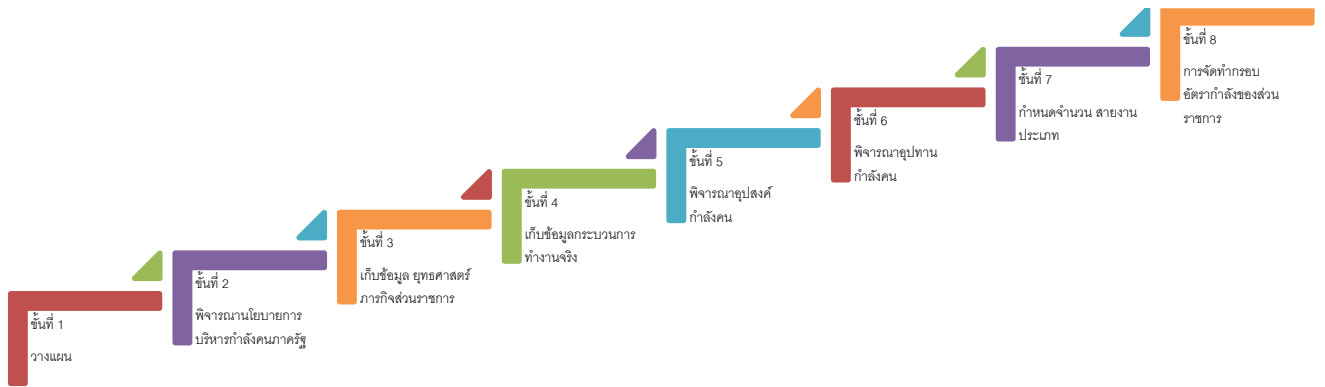 ขั้นที่ 1
วางแผน
ขั้นที่ 2
พิจารณานโยบายการ
บริหารกำลังคนภาครัฐ
ขั้นที่ 3
เก็บข้อมูล ยุทธศาสตร์
ภารกิจส่วนราชการ
ขั้นที่ 4
เก็บข้อมูลกระบวนการ
ทำงานจริง
ขั้นที่ 5
พิจารณาอุปสงค์
กำลังคน
ขั้นที่ 6
พิจารณาอุปทาน
กำลังคน
ขั้นที่ 7
กำหนดจำนวน สายงาน
ประเภท
ขั้นที่ 8
การจัดทำกรอบ
อัตรากำลังของส่วน
ราชการ